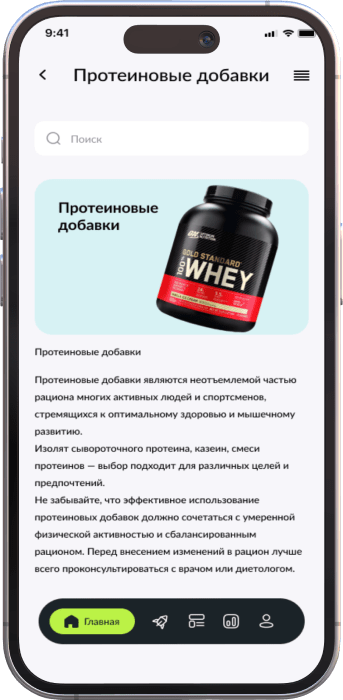 9:41
Протеиновые добавки
Поиск
Протеиновые
добавки
ON OPTIMUM NUTRITION
GOLD STANDARD
100% WHEY
Протеиновые добавки
Протеиновые добавки являются неотъемлемой частью
рациона многих активных людей и спортсменов,
стремящихся к оптимальному здоровью и мышечному
развитию.
Изолят сывороточного протеина, казеин, смеси
протеинов — выбор подходит для различных целей и
предпочтений.
Не забывайте, что эффективное использование
протеиновых добавок должно сочетаться с умеренной
физической активностью и сбалансированным
рационом. Перед внесением изменений в рацион лучше
всего проконсультироваться с врачом или диетологом.
Главная